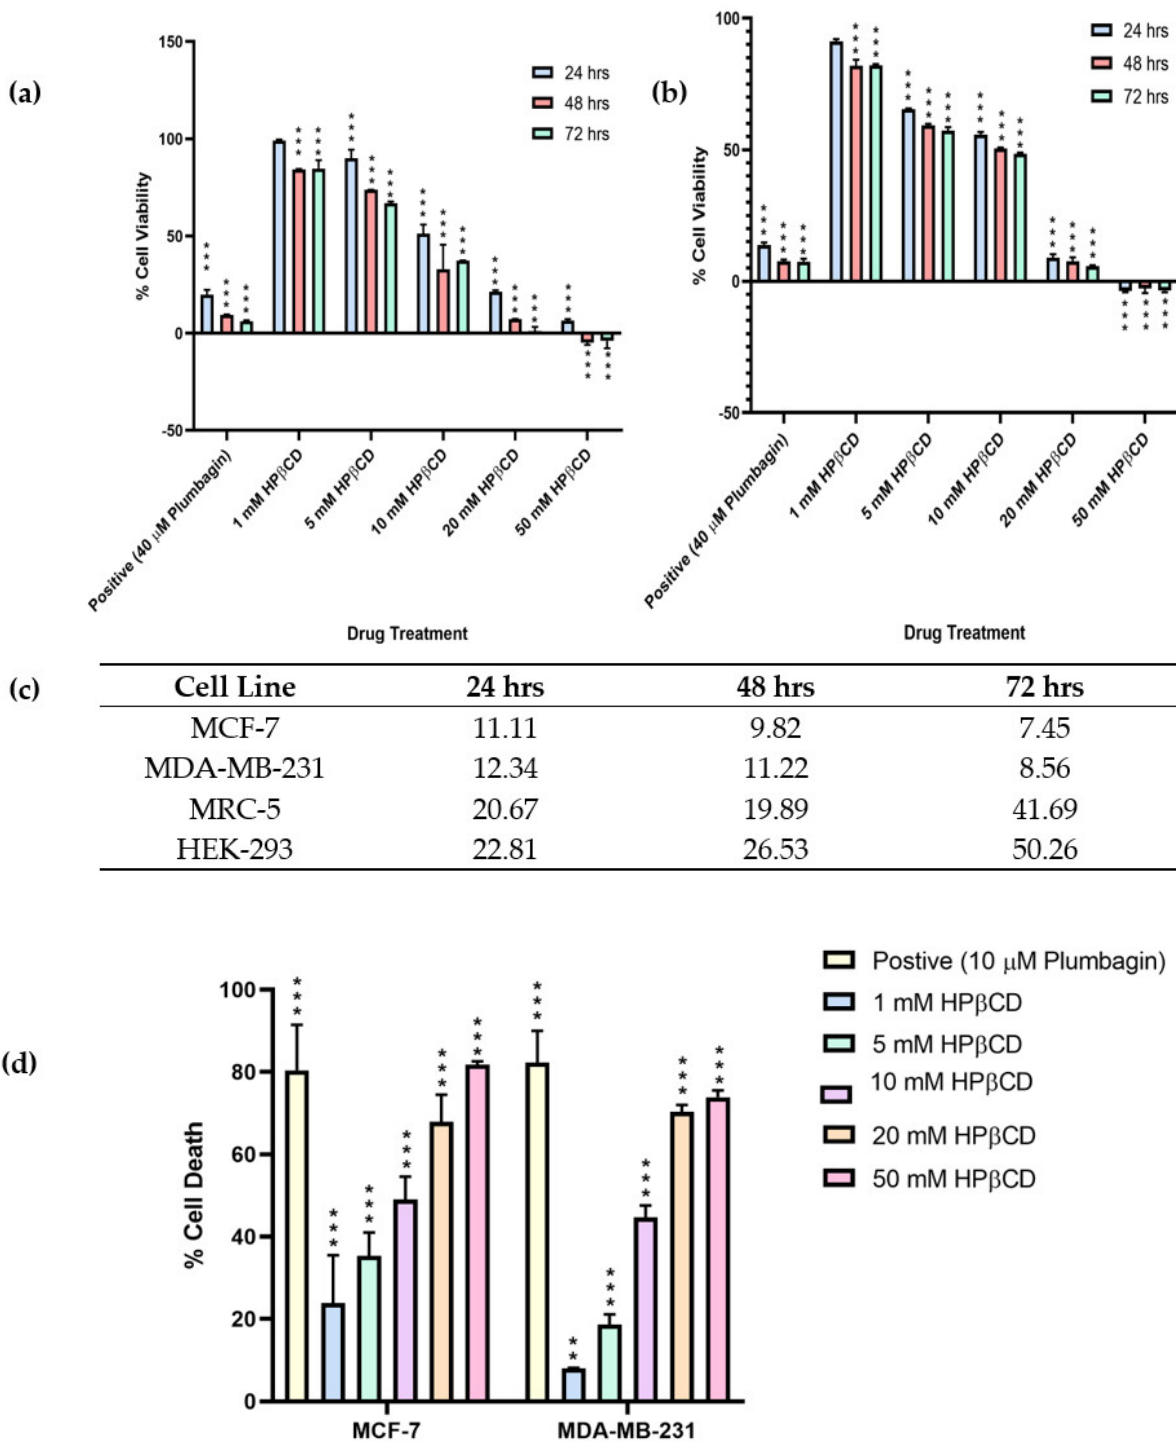 (a)
150
100
50
0
-50
% Cell Viability
24 hrs
48 hrs
72 hrs
***
*** ***
*** *** ***
*** *** ***
*** *** ***
*** *** ***
*** *** ***
Positive (40 μM Plumbagin)
1 mM HPβCD
5 mM HPβCD
10 mM HPβCD
20 mM HPβCD
50 mM HPβCD
Drug Treatment
(b)
100
50
0
-50
% Cell Viability
24 hrs
48 hrs
72 hrs
*** *** ***
*** ***
*** *** ***
*** *** ***
*** *** ***
*** *** ***
Positive (40 μM Plumbagin)
1 mM HPβCD
5 mM HPβCD
10 mM HPβCD
20 mM HPβCD
50 mM HPβCD
Drug Treatment
(c)
Cell Line 24 hrs 48 hrs 72 hrs
MCF-7 11.11 9.82 7.45
MDA-MB-231 12.34 11.22 8.56
MRC-5 20.67 19.89 41.69
HEK-293 22.81 26.53 50.26
(d)
100
80
60
40
20
0
% Cell Death
*** *** *** *** *** ***
*** ** *** *** *** ***
MCF-7 MDA-MB-231
Postive (10 μM Plumbagin)
1 mM HPβCD
5 mM HPβCD
10 mM HPβCD
20 mM HPβCD
50 mM HPβCD